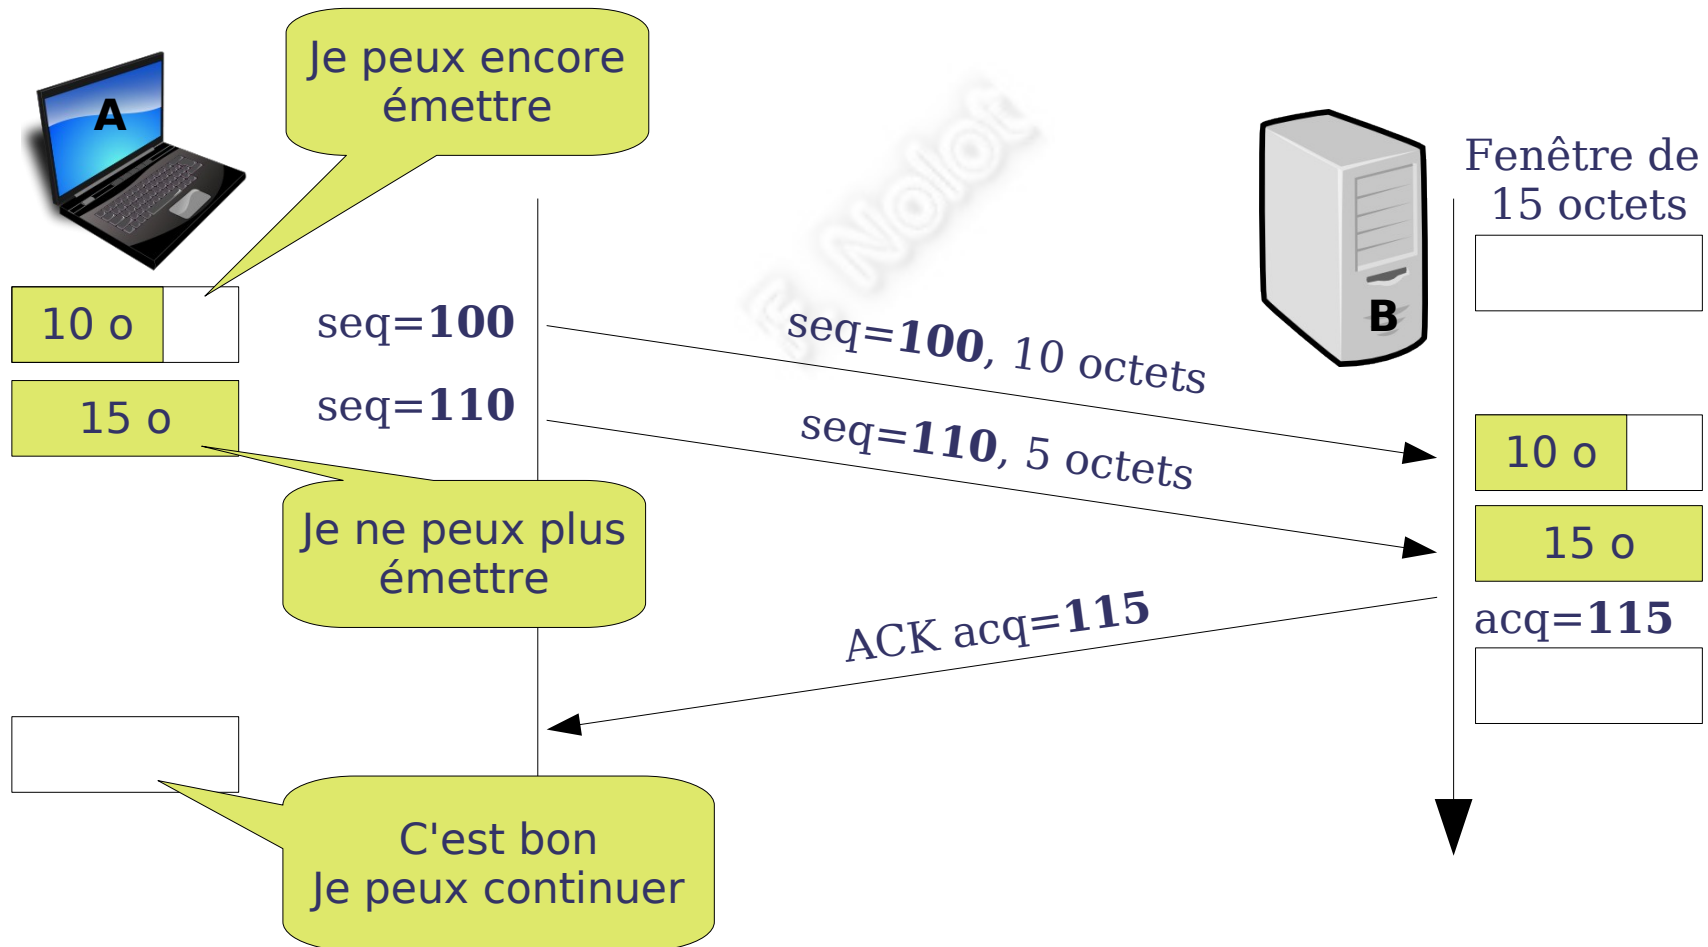 Je peux encore
émettre
A
Fenêtre de
15 octets
F. Nolot
B
10 o
seq=100
seq=100, 10 octets
15 o
seq=110
seq=110, 5 octets
10 o
Je ne peux plus
émettre
15 o
ACK acq=115
acq=115
C'est bon
Je peux continuer